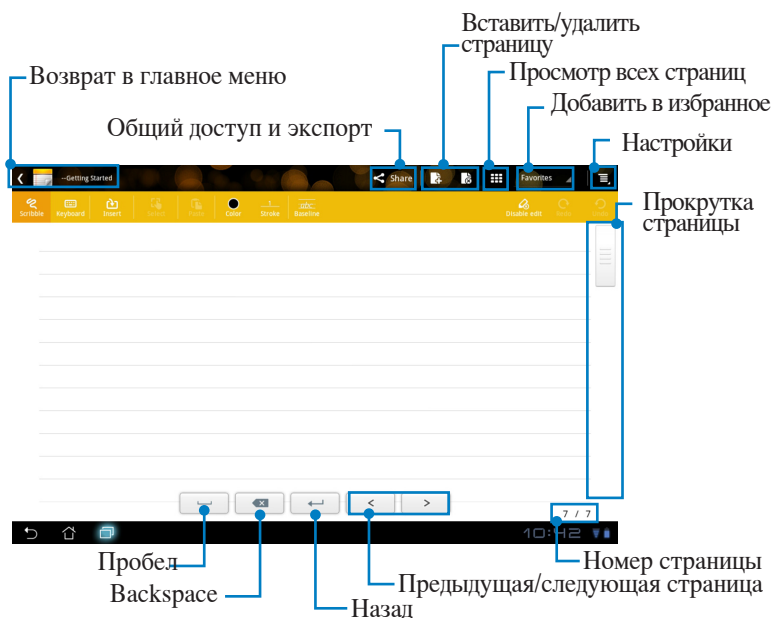 Вставить/удалить
страницу
Возврат в главное меню
Просмотр всех страниц
Добавить в избранное
Общий доступ и экспорт
Настройки
--Getting Started
Share
Favorites
Scribble
Keyboard
Insert
Select
Paste
Color
Stroke
abc
Baseline
Disable edit
Redo
Undo
Прокрутка
страницы
< >
7 / 7
10:42
Пробел
Номер страницы
Backspace
Предыдущая/следующая страница
Назад